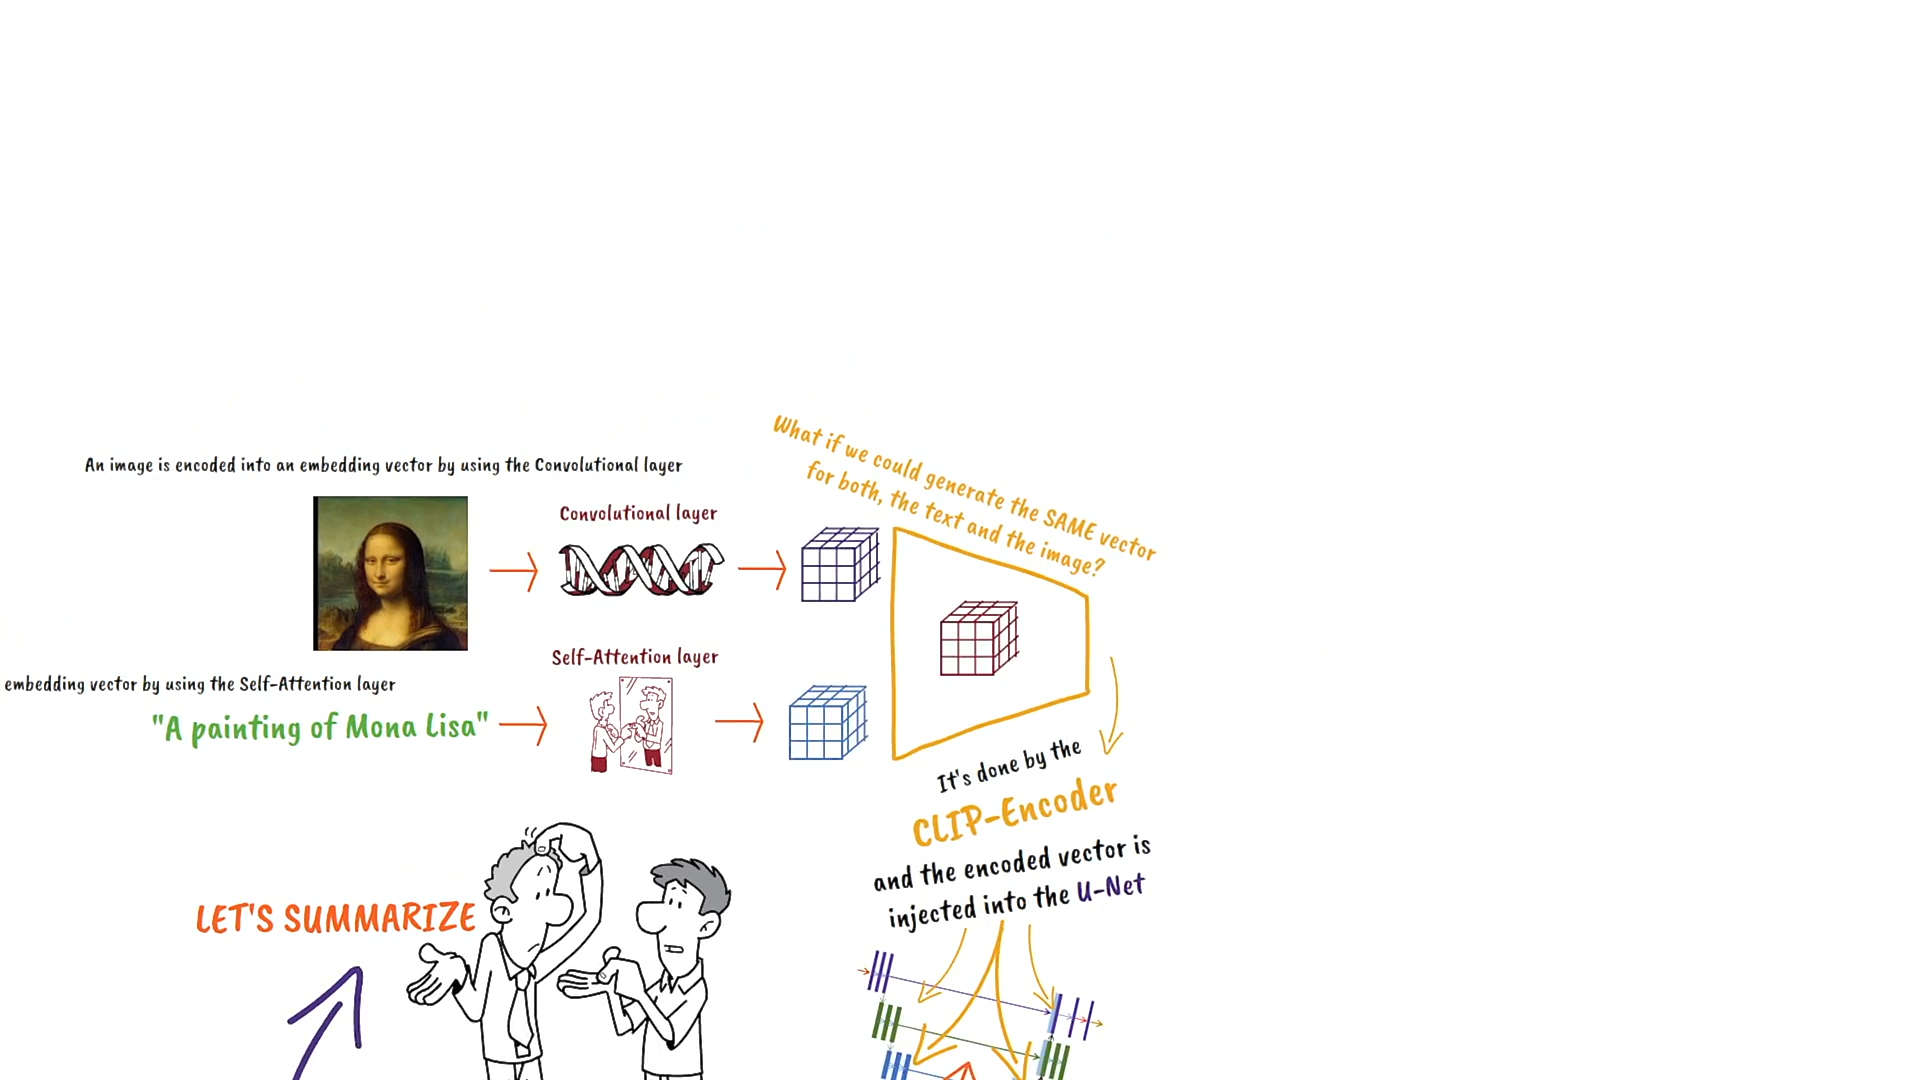 What if we could generate the SAME vector
for both, the text and the image?
An image is encoded into an embedding vector by using the Convolutional layer
Convolutional layer
Self-Attention layer
embedding vector by using the Self-Attention layer
"A painting of Mona Lisa"
It's done by the
CLIP-Encoder
and the encoded vector is
injected into the U-Net
LET'S SUMMARIZE